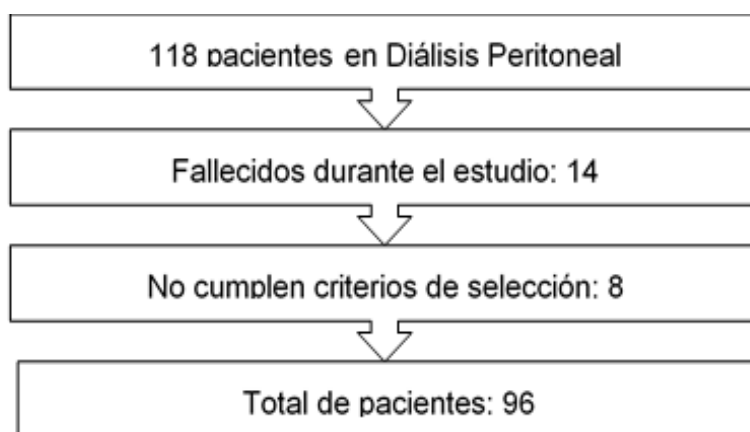 118 pacientes en Diálisis Peritoneal
Fallecidos durante el estudio: 14
No cumplen criterios de selección: 8
Total de pacientes: 96